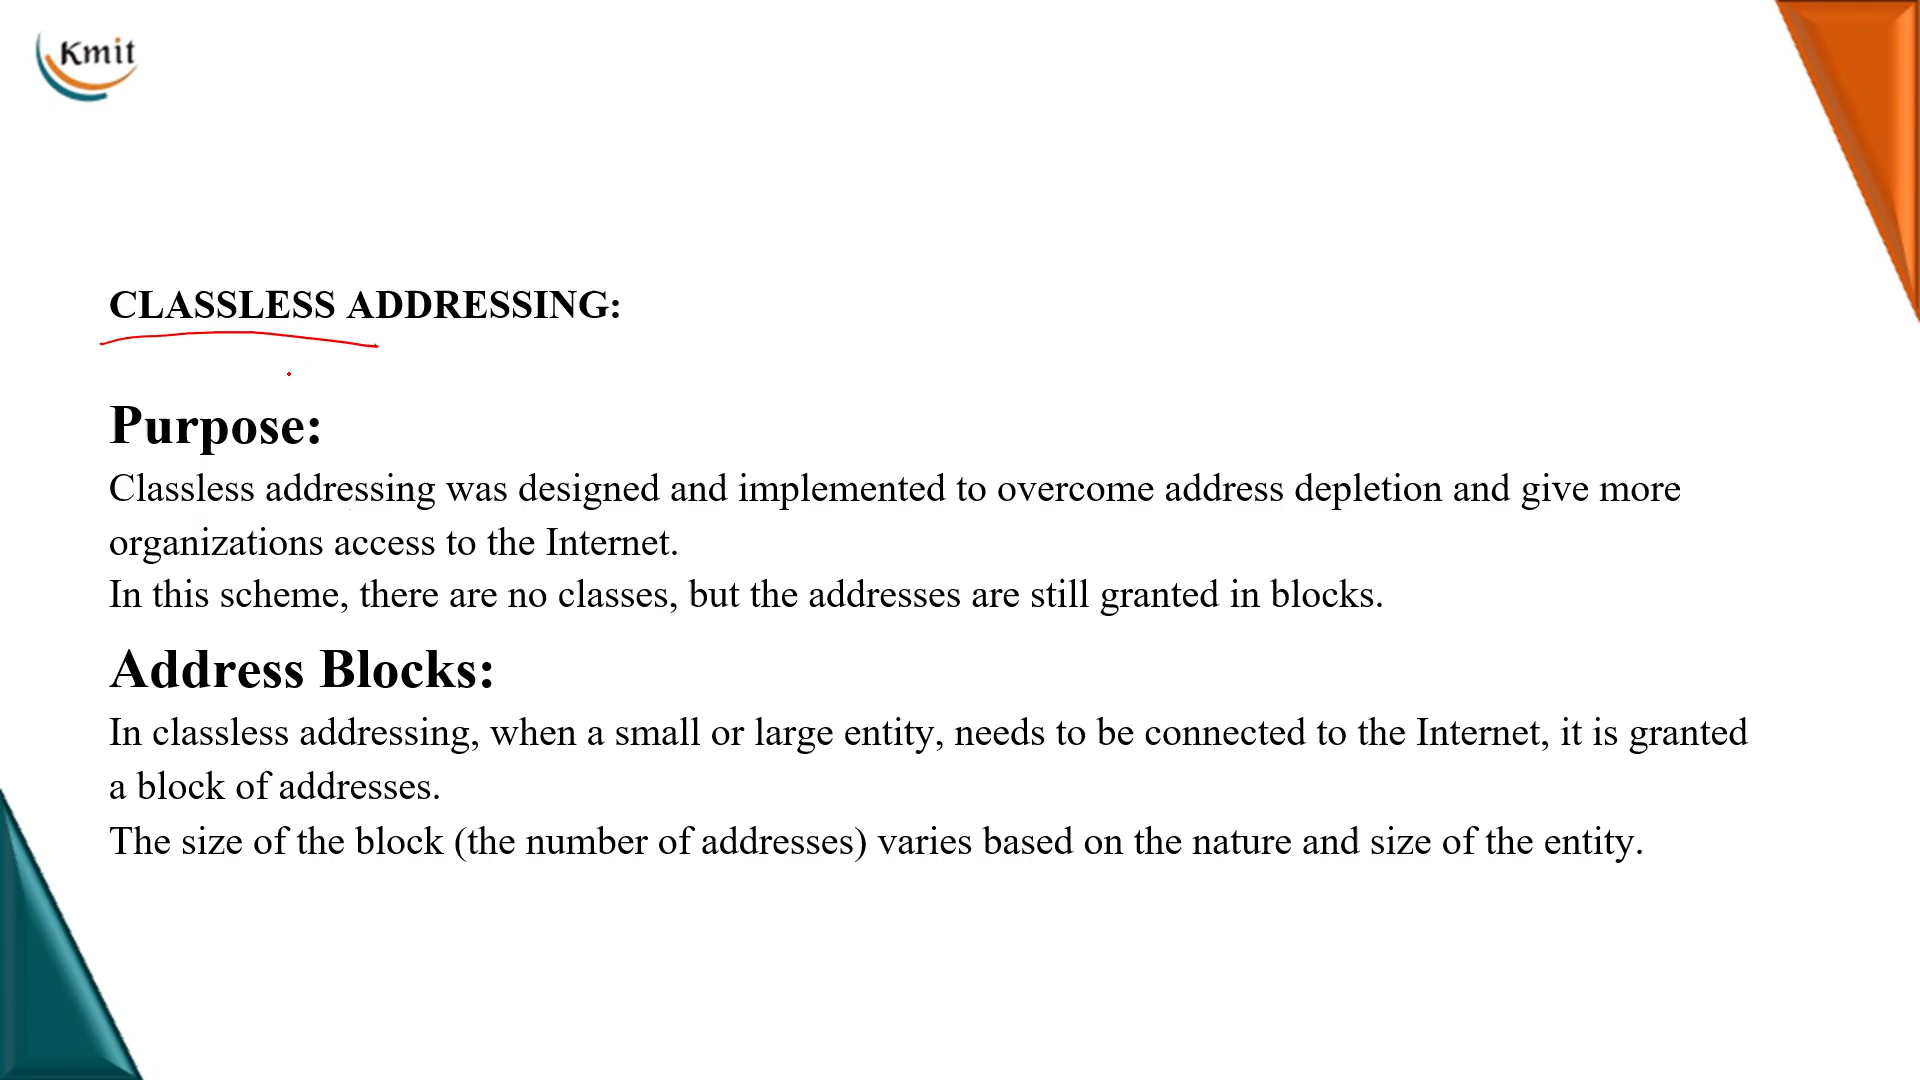 Kmit
CLASSLESS ADDRESSING:
Purpose:
Classless addressing was designed and implemented to overcome address depletion and give more
organizations access to the Internet.
In this scheme, there are no classes, but the addresses are still granted in blocks.
Address Blocks:
In classless addressing, when a small or large entity, needs to be connected to the Internet, it is granted
a block of addresses.
The size of the block (the number of addresses) varies based on the nature and size of the entity.